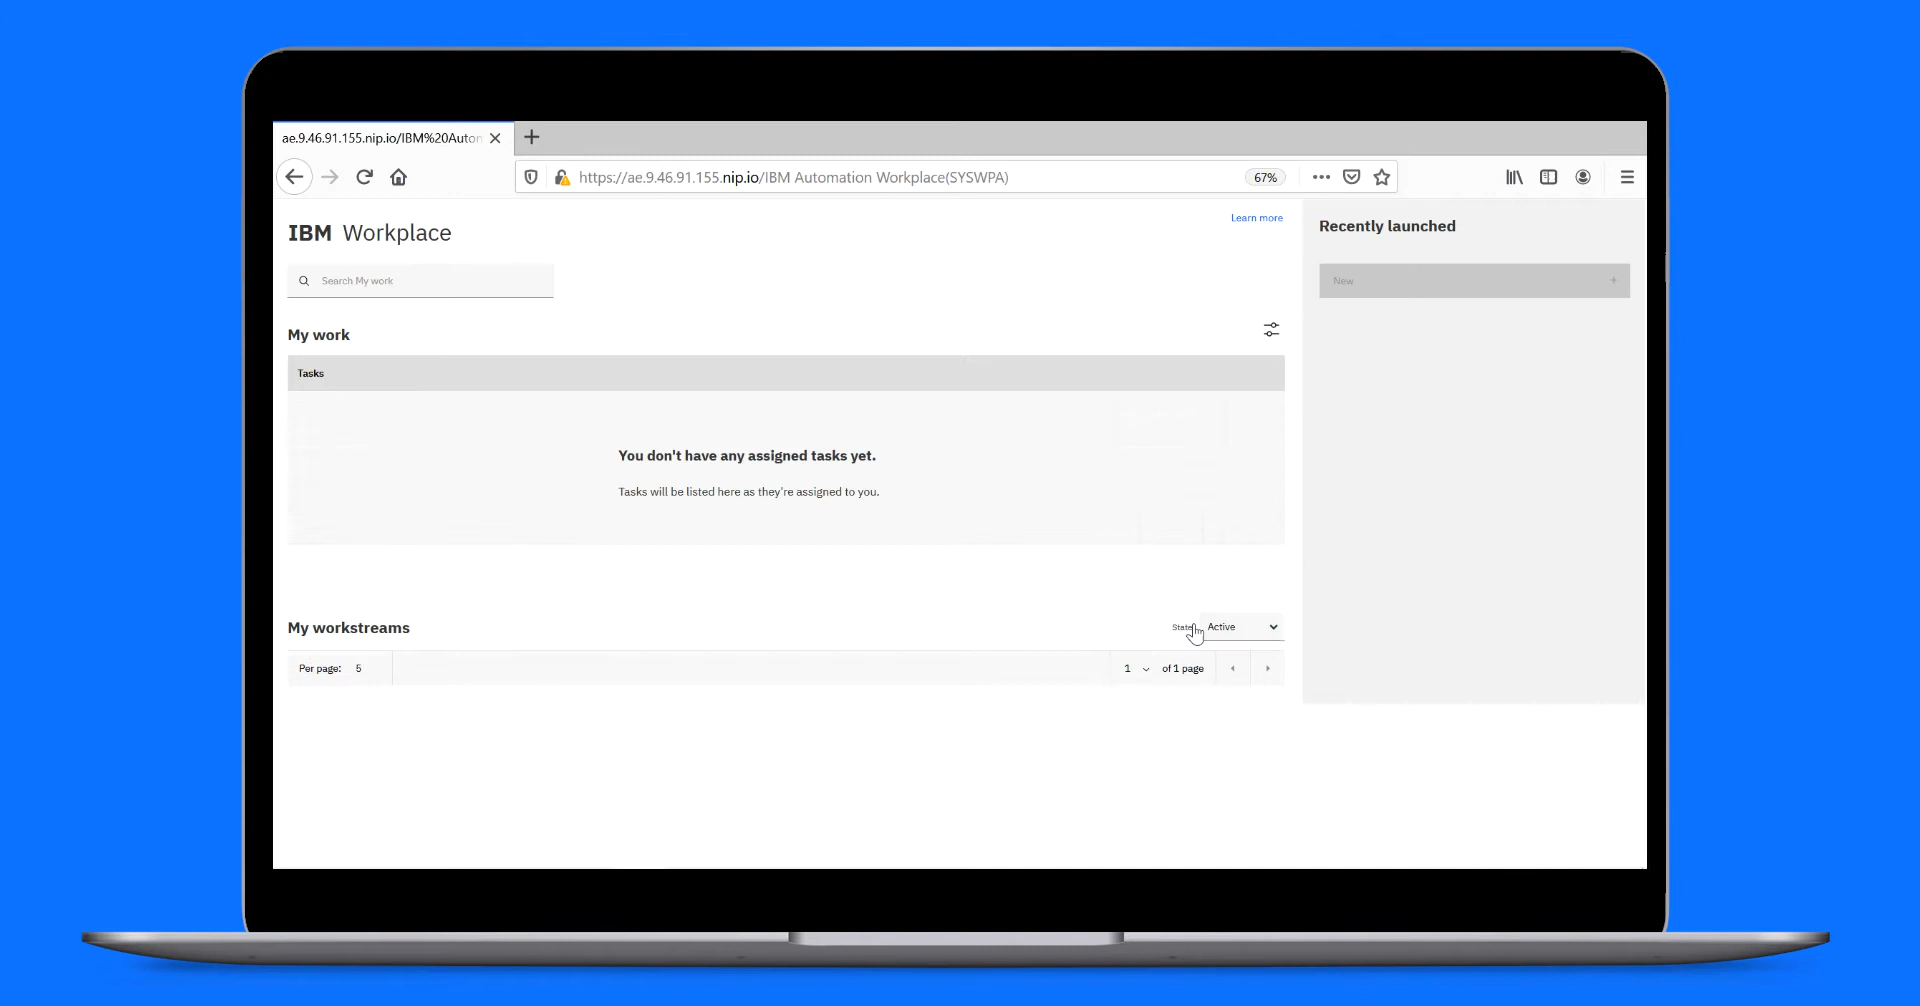 ae.9.46.91.155.nip.io/IBM%20Auton
https://ae.9.46.91.155.nip.io/IBM Automation Workplace(SYSWPA)
67%
IBM Workplace
Learn more
Recently launched
Search My work
New
My work
Tasks
You don't have any assigned tasks yet.
Tasks will be listed here as they're assigned to you.
My workstreams
State
Active
Per page: 5
1
of 1 page